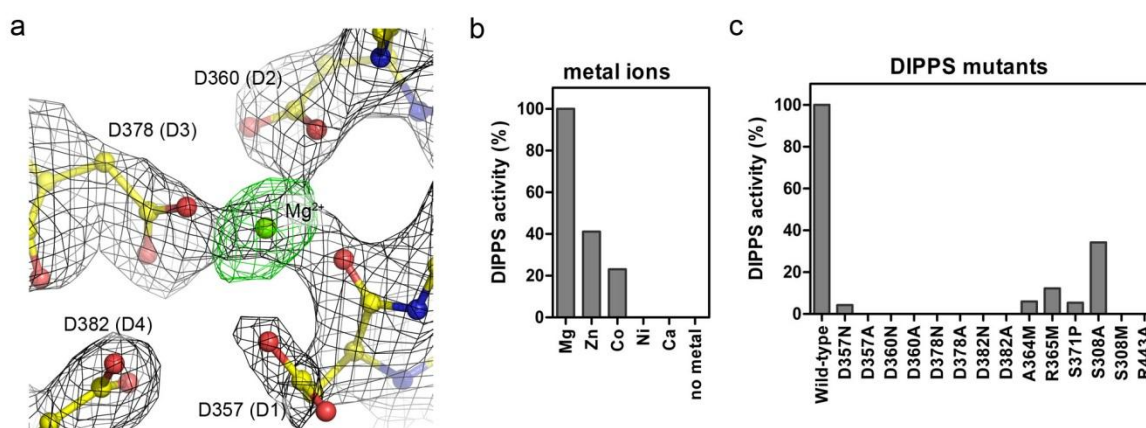 a
D360 (D2)
D378 (D3)
Mg2+
D382 (D4)
D357 (D1)
b
metal ions
DIPPS activity (%)
100
80
60
40
20
0
Mg
Zn
Co
Ni
Ca
no metal
c
DIPPS mutants
DIPPS activity (%)
100
80
60
40
20
0
Wild-type
D357N
D357A
D360N
D360A
D378N
D378A
D382N
D382A
A364M
R365M
S371P
S308A
S308M
R443A